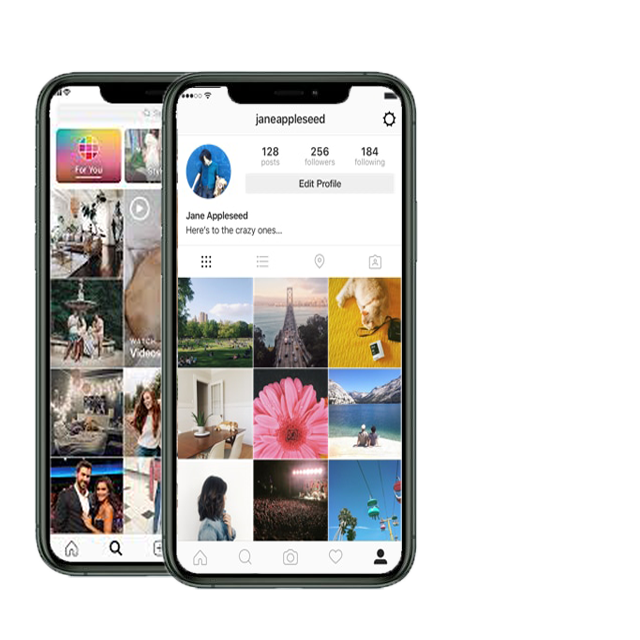 For You
WATCH
Videos
janeappleseed
128 256 184
posts followers following
Edit Profile
Jane Appleseed
Here's to the crazy ones...